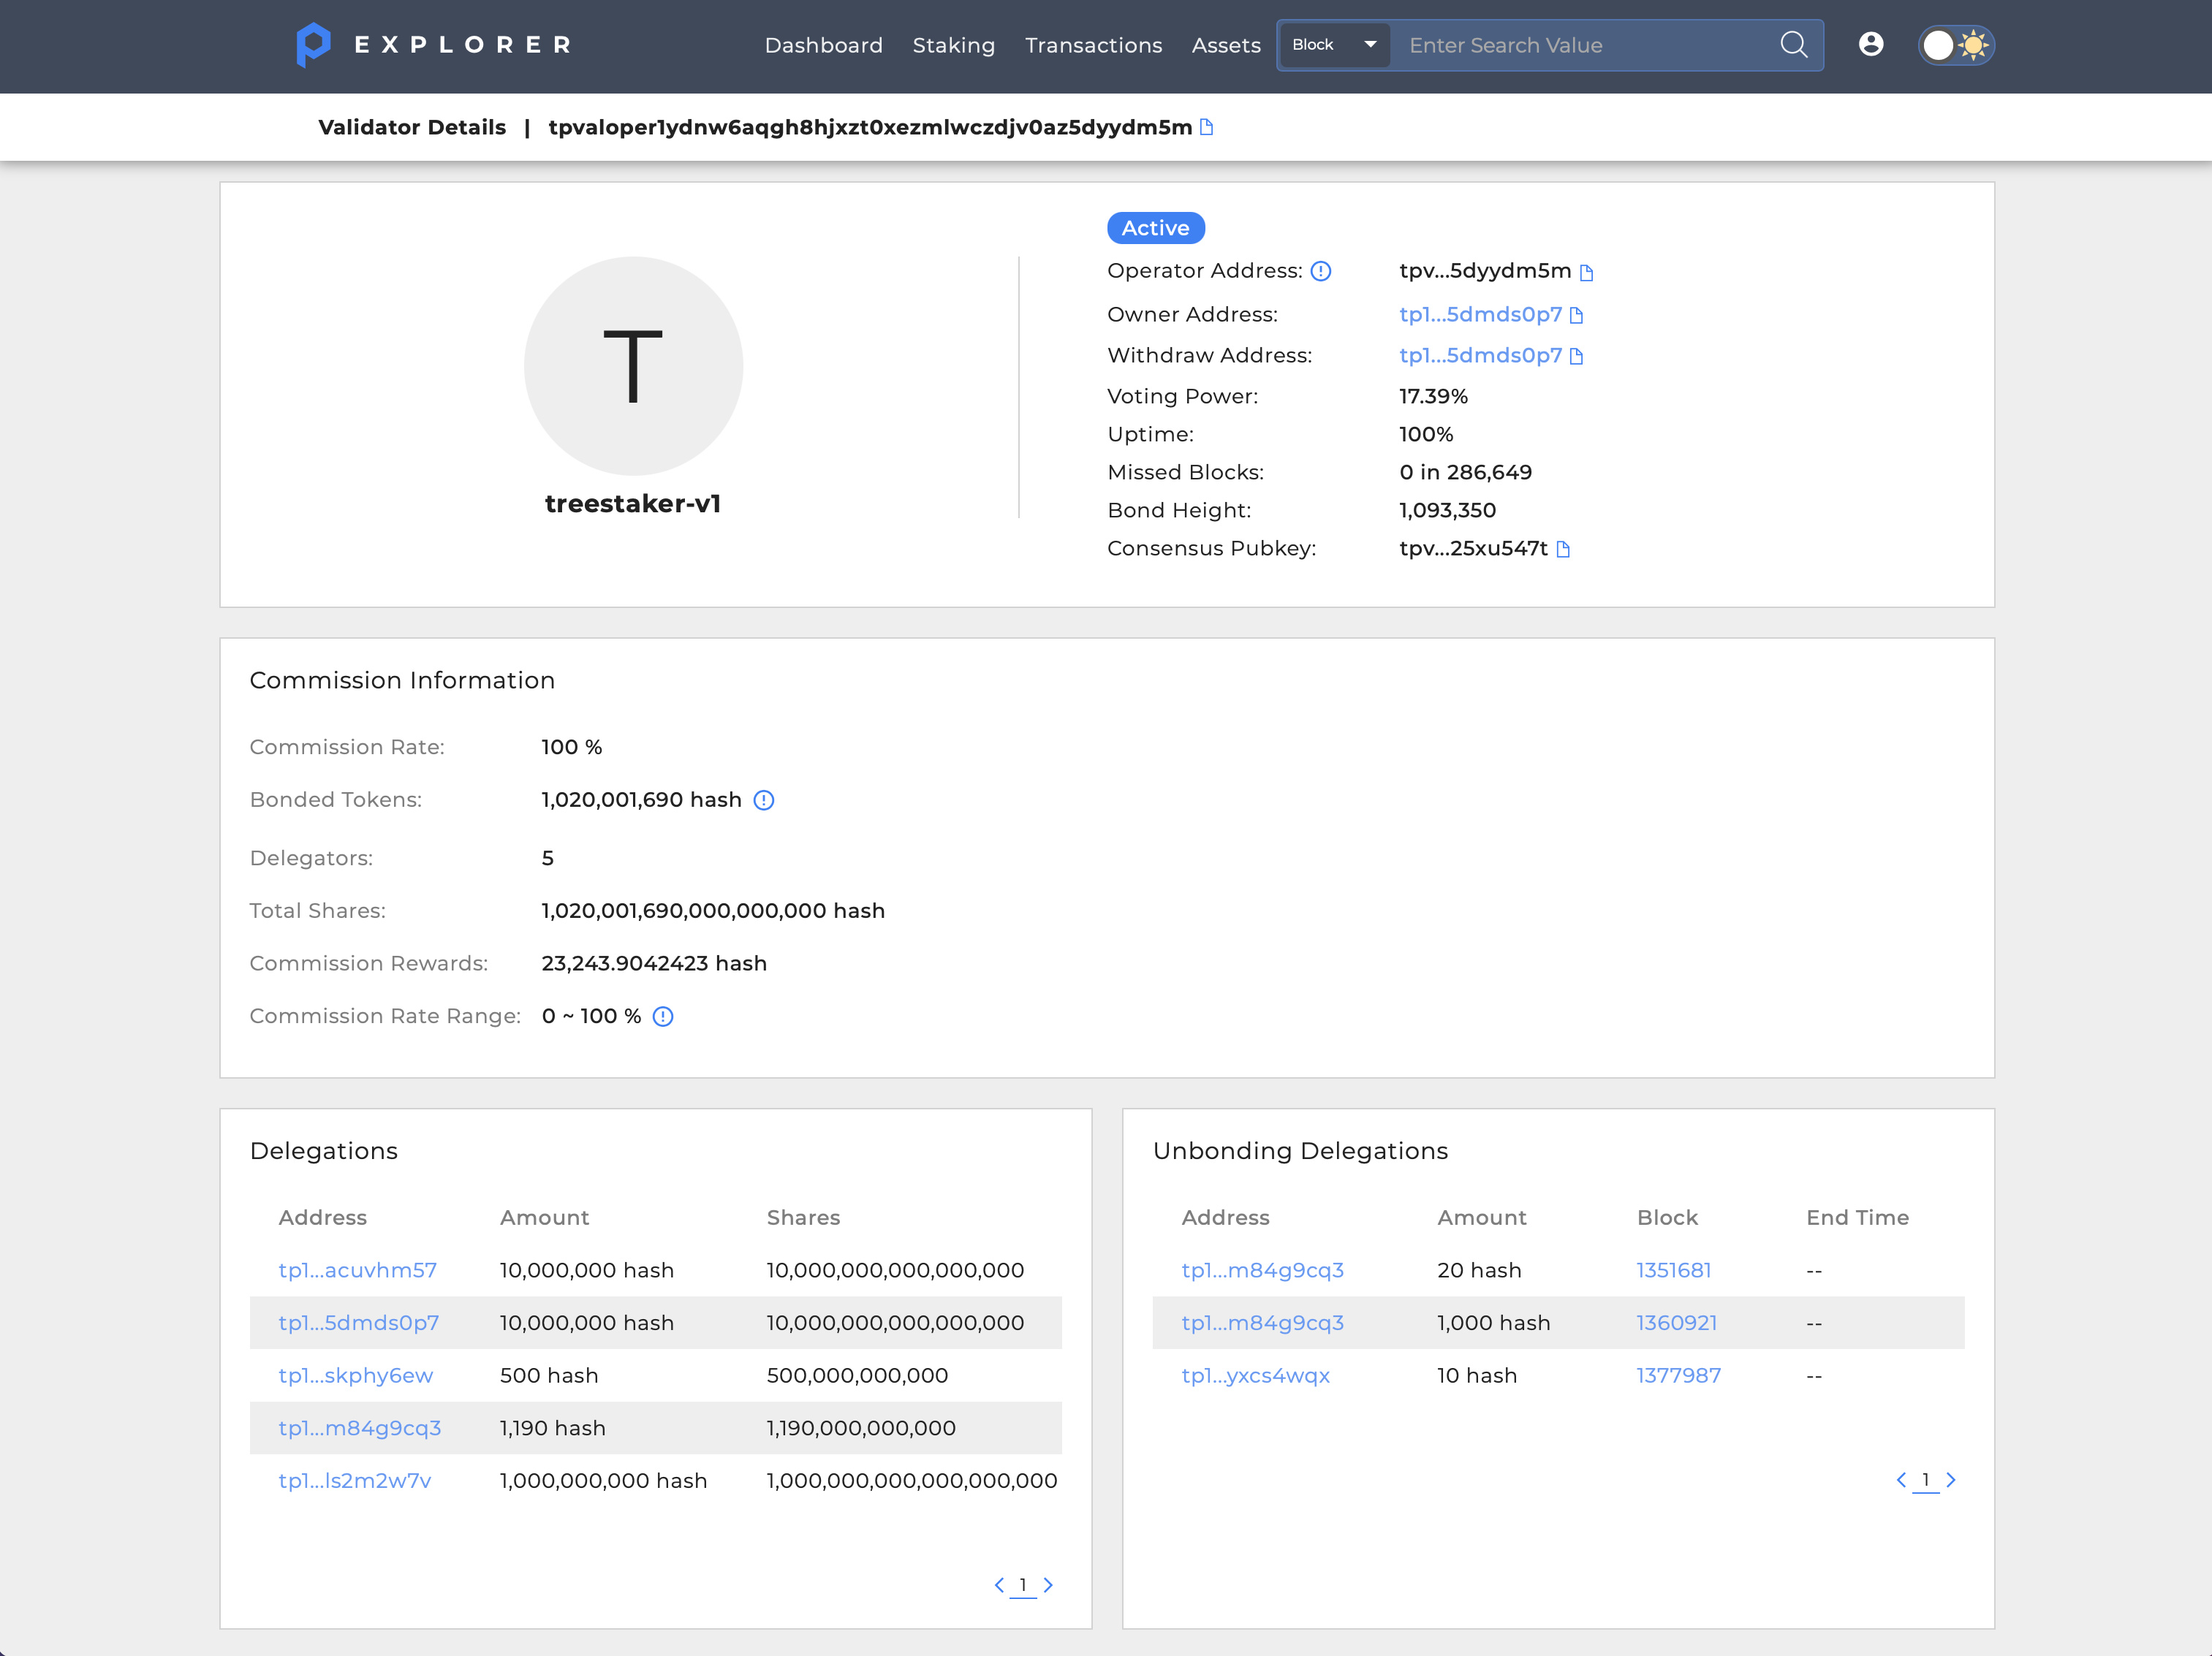 EXPLORER Dashboard Staking Transactions Assets Block Enter Search Value
Validator Details | tpvaloper1ydnw6aqgh8hjxzt0xezmlwczdjv0az5dyydm5m
T
treestaker-v1
Active
Operator Address: tpv...5dyydm5m
Owner Address: tp1...5dmds0p7
Withdraw Address: tp1...5dmds0p7
Voting Power: 17.39%
Uptime: 100%
Missed Blocks: 0 in 286,649
Bond Height: 1,093,350
Consensus Pubkey: tpv...25xu547t
Commission Information
Commission Rate: 100 %
Bonded Tokens: 1,020,001,690 hash
Delegators: 5
Total Shares: 1,020,001,690,000,000,000 hash
Commission Rewards: 23,243.9042423 hash
Commission Rate Range: 0 ~ 100 %
Delegations
Address Amount Shares
tp1...acuvhm57 10,000,000 hash 10,000,000,000,000,000
tp1...5dmds0p7 10,000,000 hash 10,000,000,000,000,000
tp1...skphy6ew 500 hash 500,000,000,000
tp1...m84g9cq3 1,190 hash 1,190,000,000,000
tp1...ls2m2w7v 1,000,000,000 hash 1,000,000,000,000,000,000
1
Unbonding Delegations
Address Amount Block End Time
tp1...m84g9cq3 20 hash 1351681 --
tp1...m84g9cq3 1,000 hash 1360921 --
tp1...yxcs4wqx 10 hash 1377987 --
1